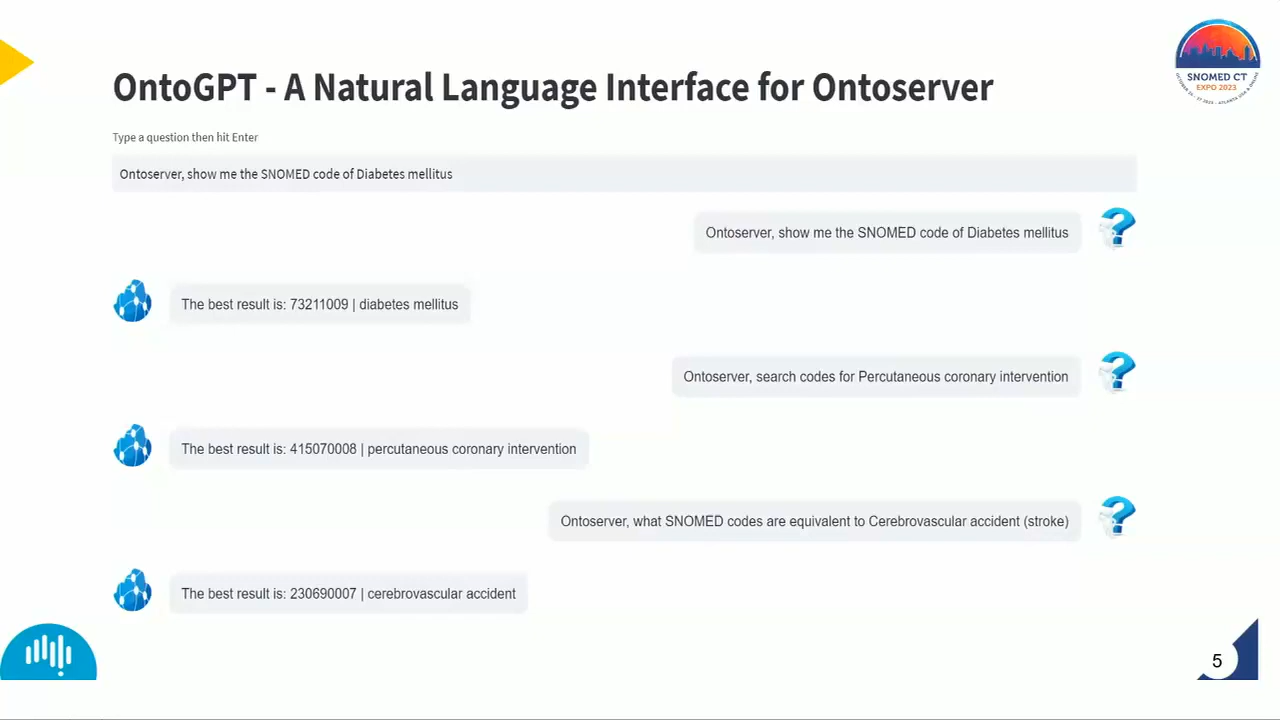 OntoGPT - A Natural Language Interface for Ontoserver
SNOMED CT
EXPO 2023
Type a question then hit Enter
Ontoserver, show me the SNOMED code of Diabetes mellitus
Ontoserver, show me the SNOMED code of Diabetes mellitus
The best result is: 73211009 | diabetes mellitus
Ontoserver, search codes for Percutaneous coronary intervention
The best result is: 415070008 | percutaneous coronary intervention
Ontoserver, what SNOMED codes are equivalent to Cerebrovascular accident (stroke)
The best result is: 230690007 | cerebrovascular accident
5